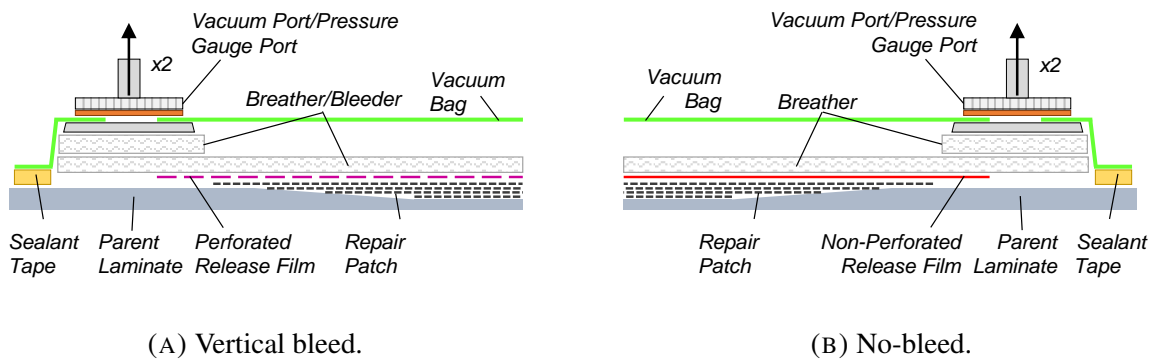 Vacuum Port/Pressure
Gauge Port
x2
Breather/Bleeder
Vacuum
Bag
Sealant
Tape
Parent
Laminate
Perforated
Release Film
Repair
Patch
(A) Vertical bleed.
Vacuum Port/Pressure
Gauge Port
x2
Vacuum
Bag
Breather
Repair
Patch
Non-Perforated
Release Film
Parent
Laminate
Sealant
Tape
(B) No-bleed.